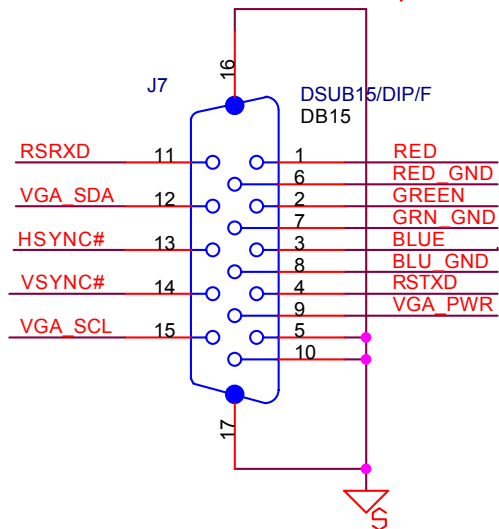 16
J7
DSUB15/DIP/F
DB15
RSRXD 11 1 RED
6 RED_GND
VGA_SDA 12 2 GREEN
7 GRN_GND
HSYNC# 13 3 BLUE
8 BLU_GND
VSYNC# 14 4 RSTXD
9 VGA_PWR
VGA_SCL 15 5
10
17
S